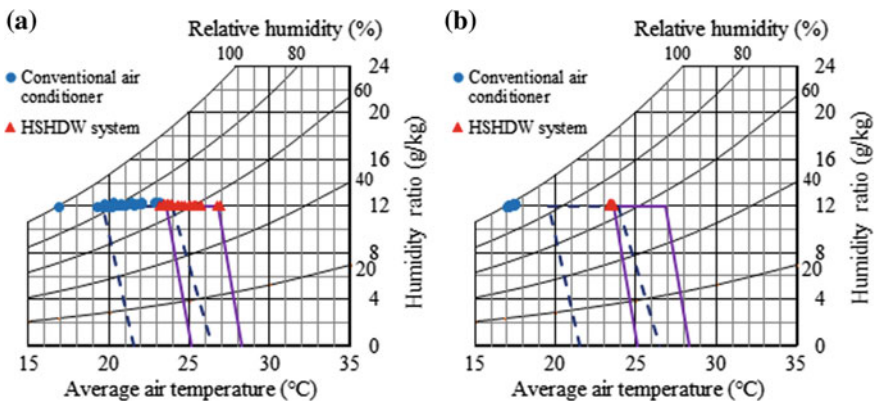 (a)
Relative humidity (%)
100
80
Conventional air
conditioner
HSHDW system
24
60
20
16
40
12
8
20
4
0
Humidity ratio (g/kg)
15
20
25
30
35
Average air temperature (°C)
(b)
Relative humidity (%)
100
80
Conventional air
conditioner
HSHDW system
24
60
20
16
40
12
8
20
4
0
Humidity ratio (g/kg)
15
20
25
30
35
Average air temperature (°C)